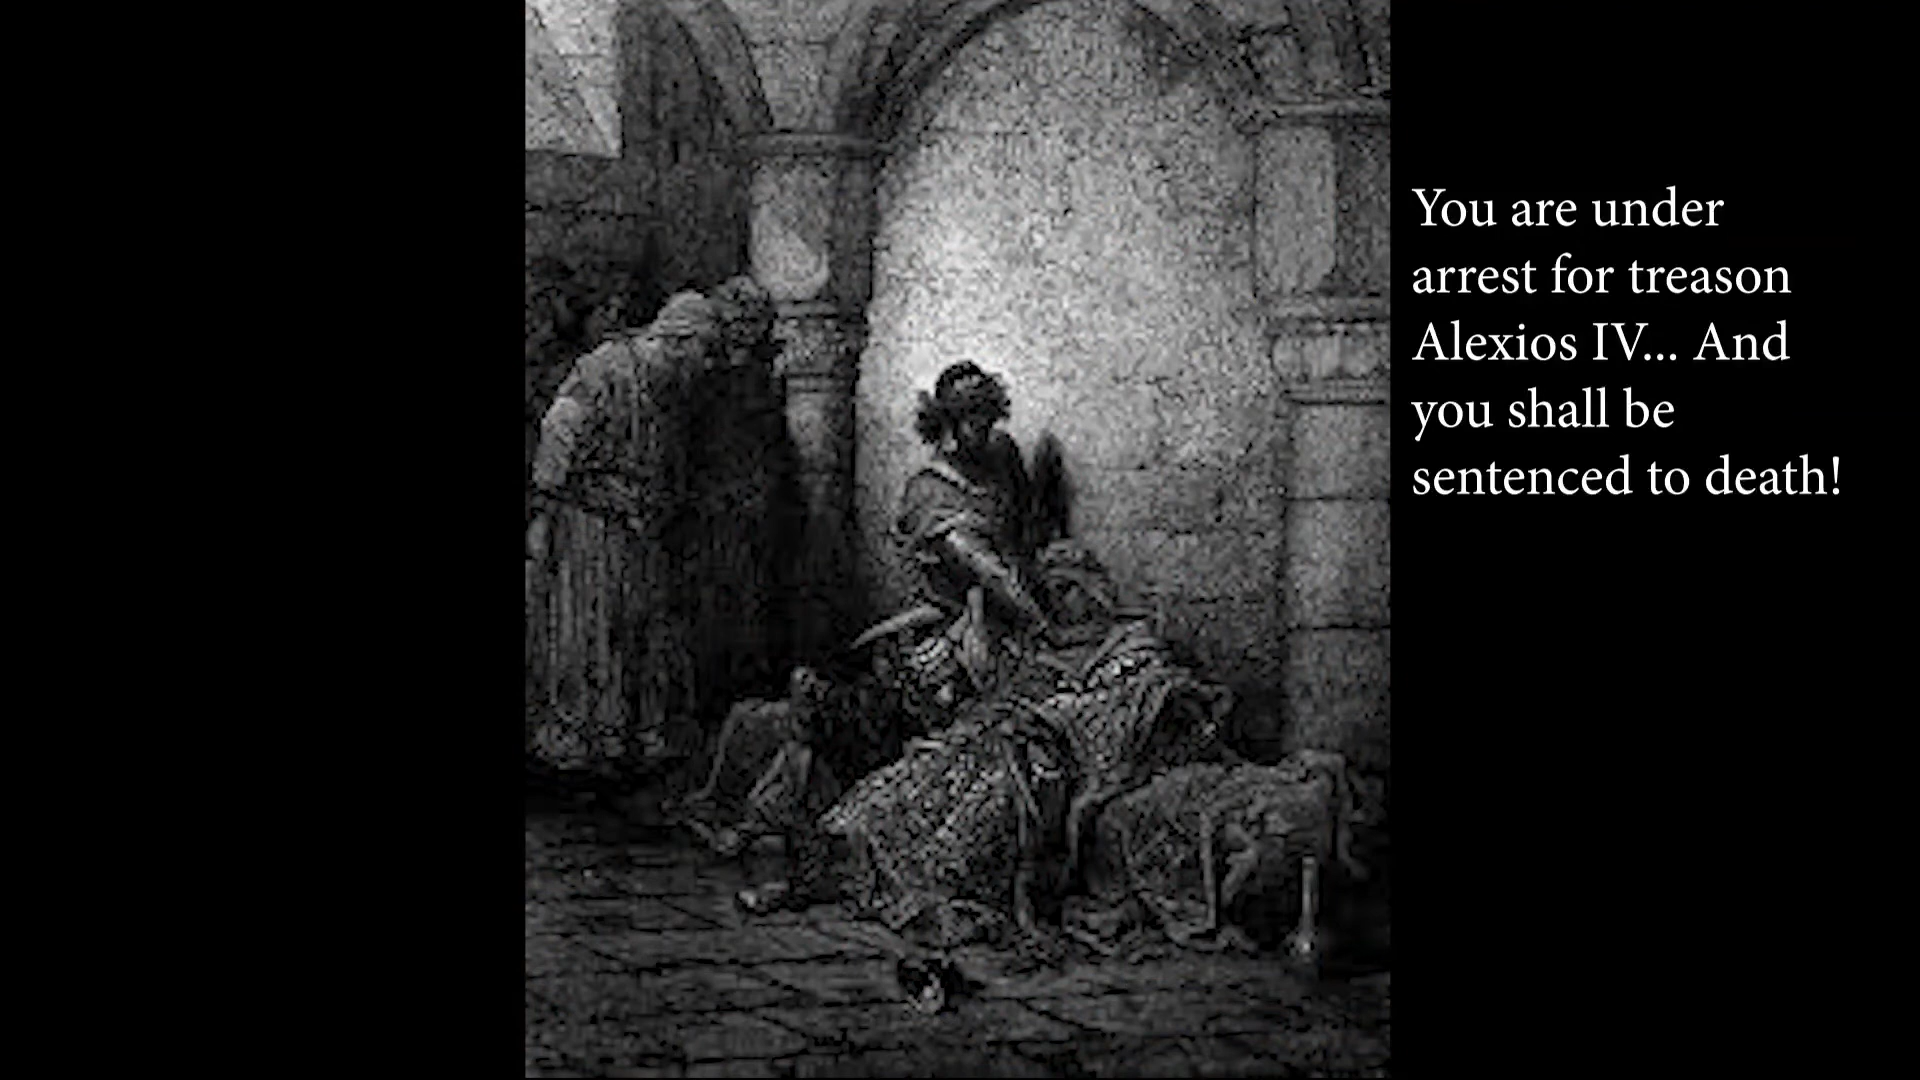 You are under
arrest for treason
Alexios IV... And
you shall be
sentenced to death!